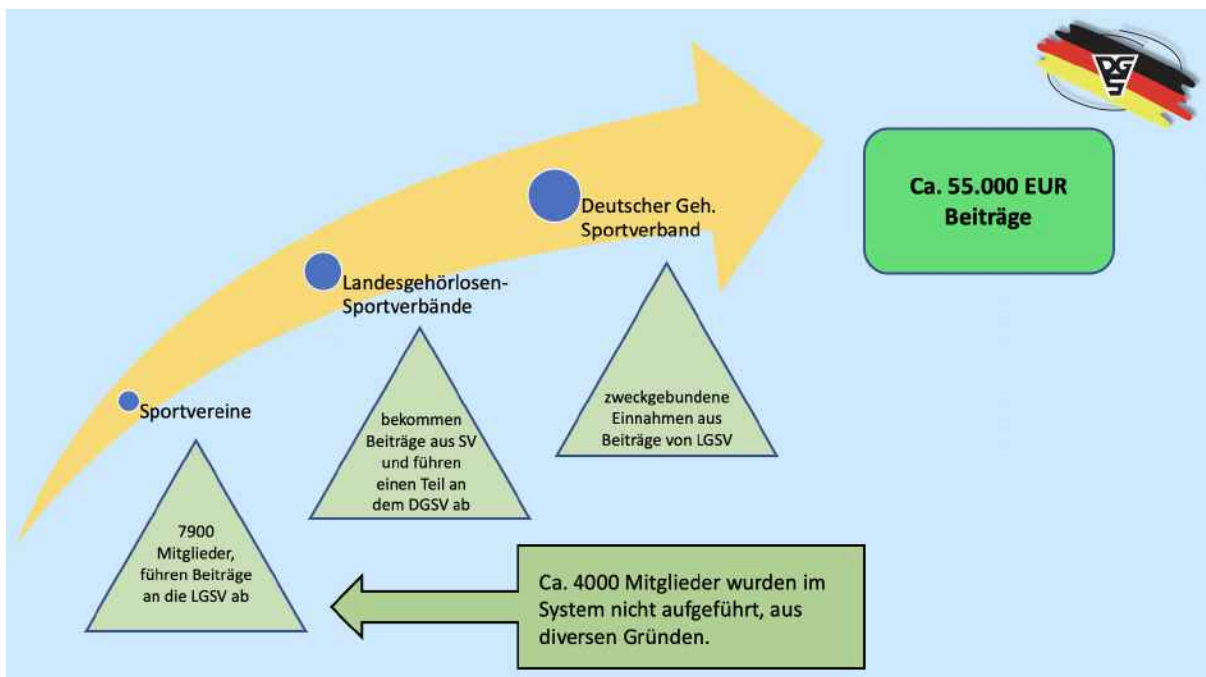 DG
S
Ca. 55.000 EUR
Beiträge
Deutscher Geh.
Sportverband
Landesgehörlosen-
Sportverbände
Sportvereine
zweckgebundene
Einnahmen aus
Beiträge von LGSV
bekommen
Beiträge aus SV
und führen
einen Teil an
dem DGSV ab
7900
Mitglieder,
führen Beiträge
an die LGSV ab
Ca. 4000 Mitglieder wurden im
System nicht aufgeführt, aus
diversen Gründen.